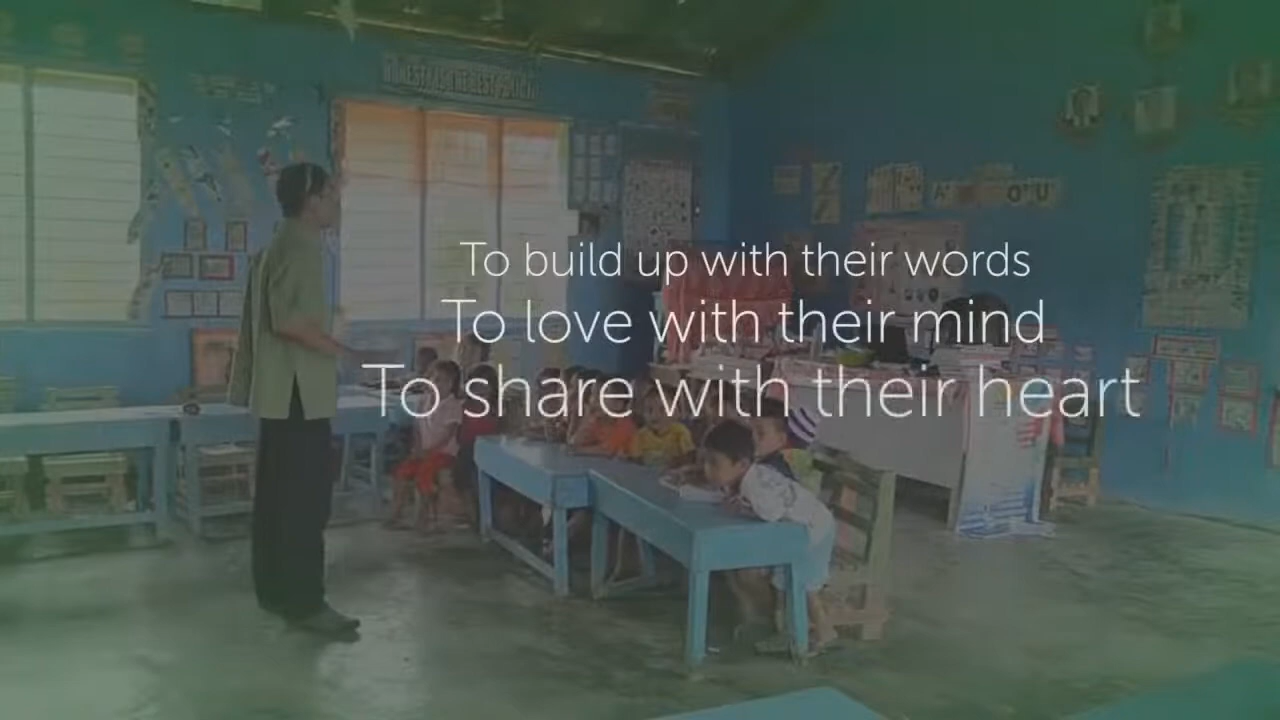 To build up with their words
To love with their mind
To share with their heart